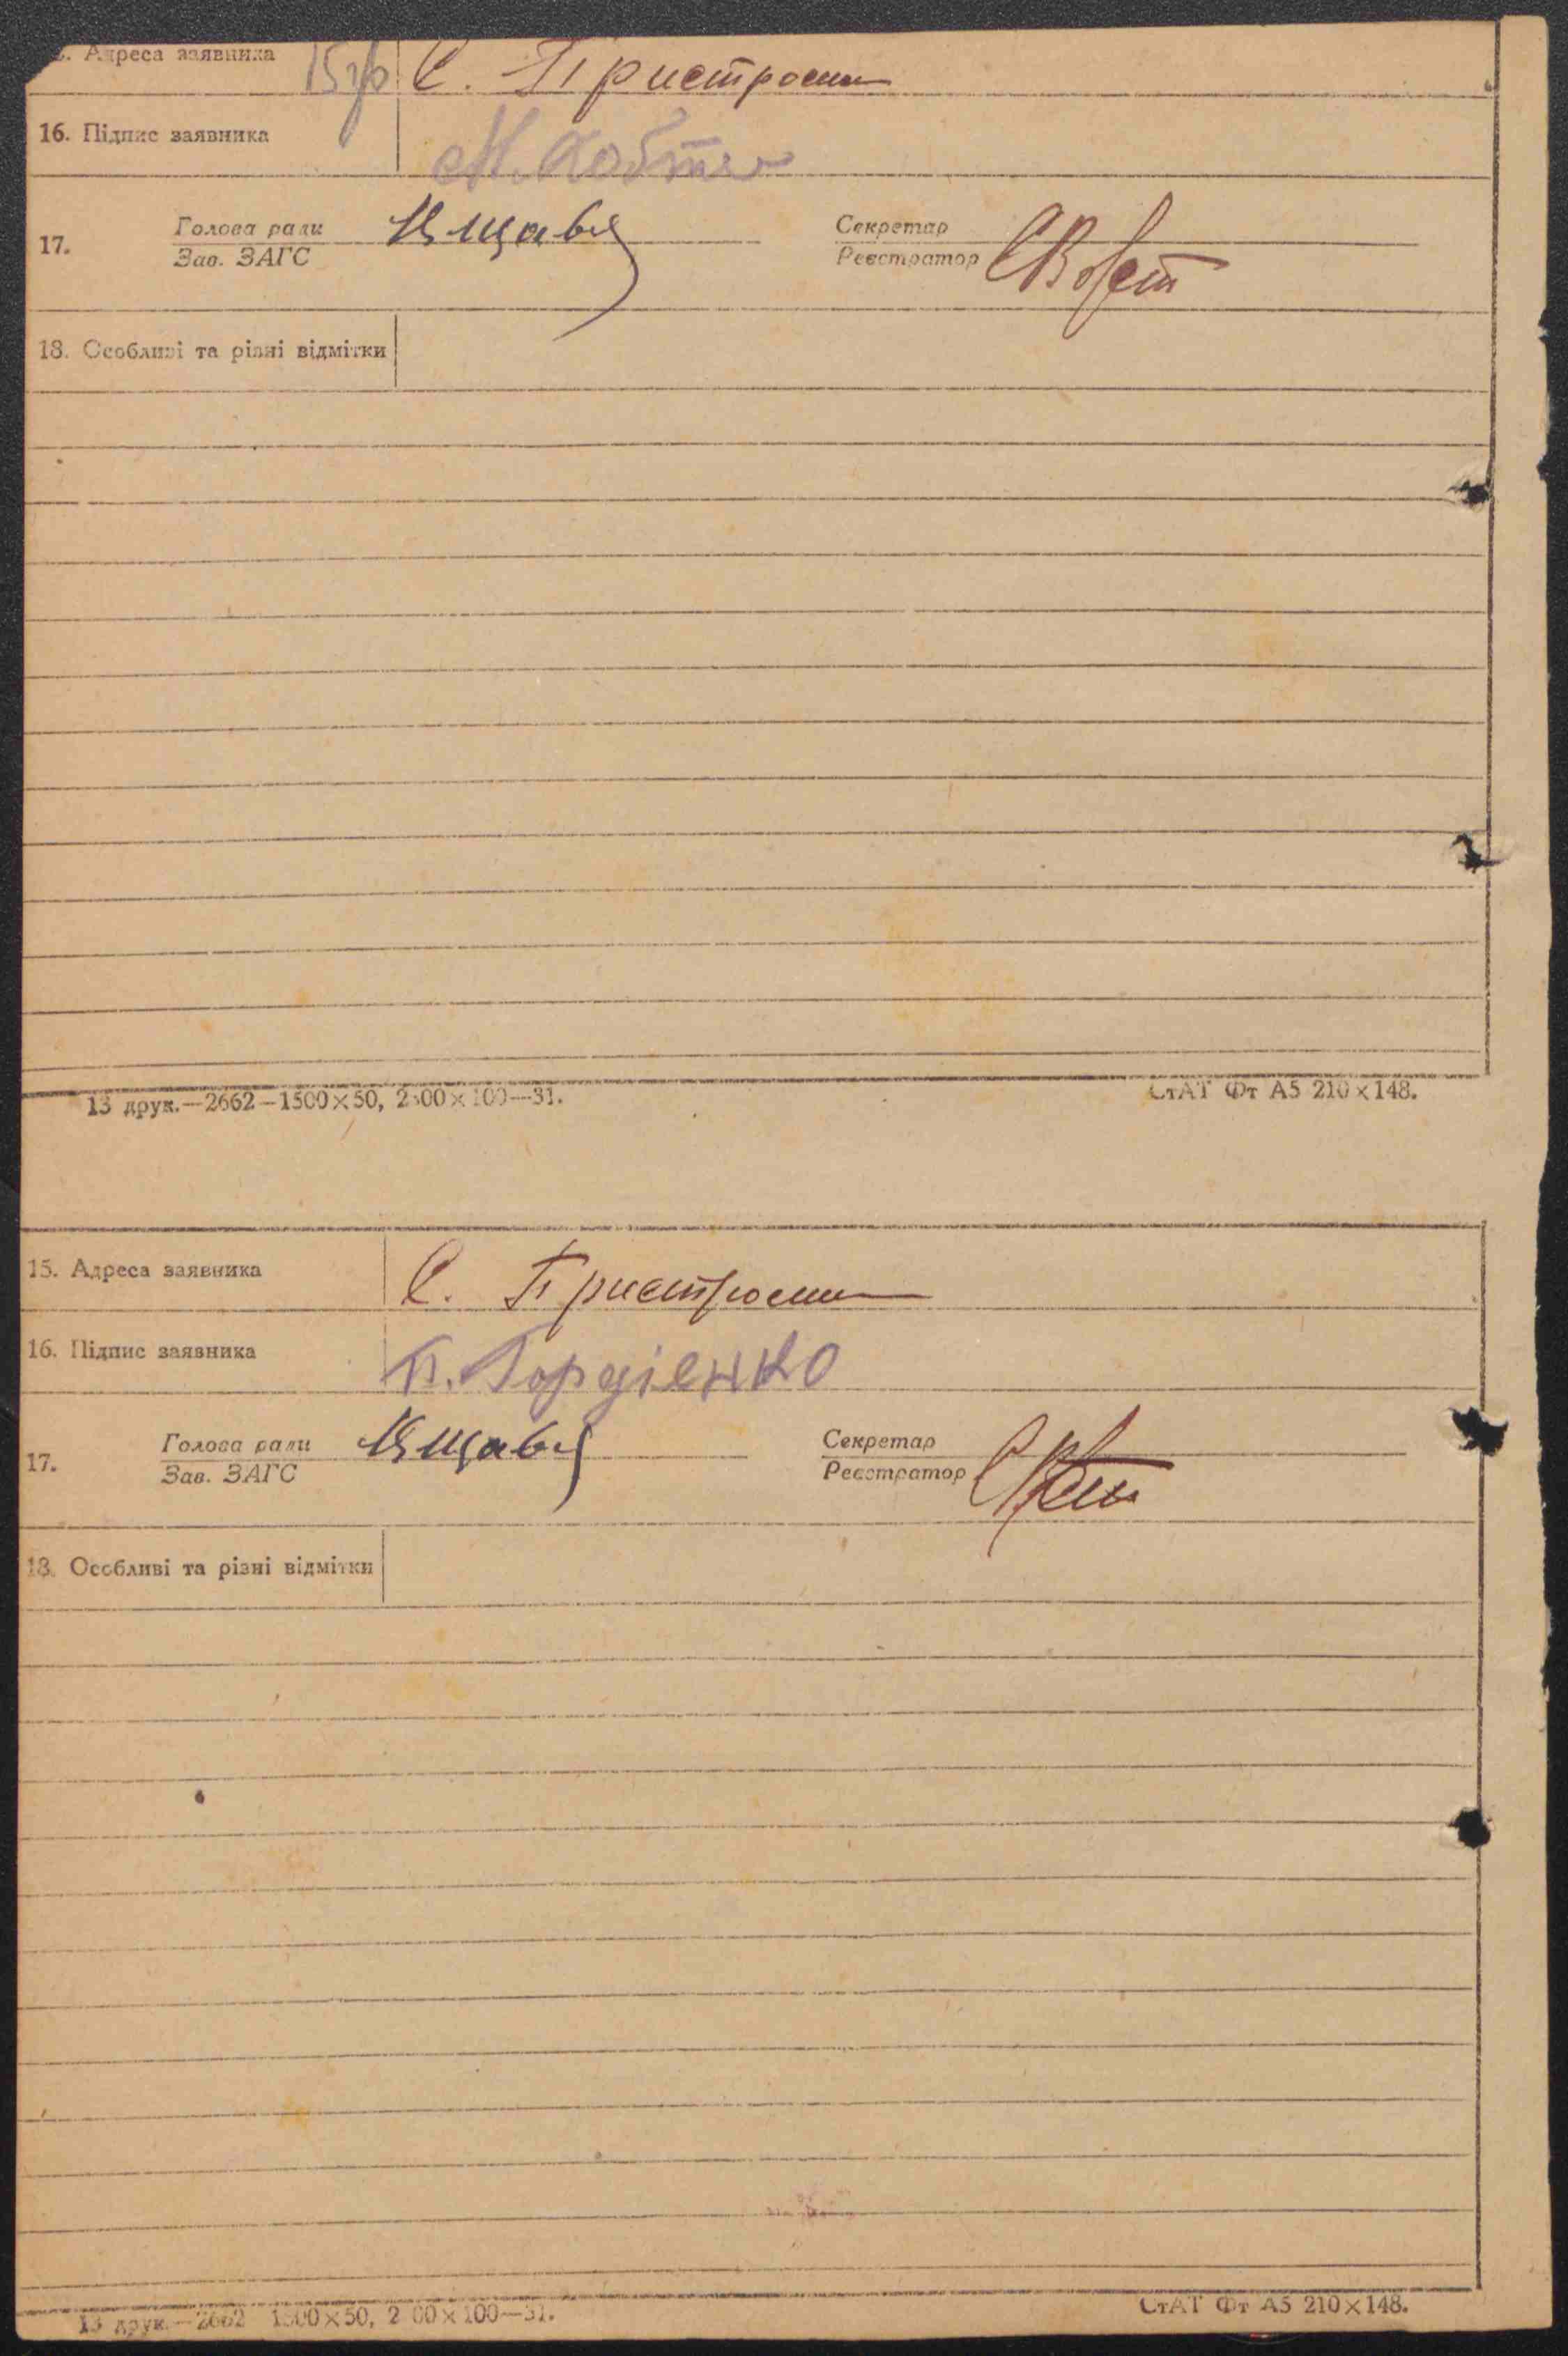 Адреса заявника 15зв С. Пристроми
16. Підпис заявника
17. Голова ради Секретар
Зав. ЗАГС Реєстратор
18. Особливі та різні відмітки
13 друк.—2662—1500×50, 2500×100—31. СтАТ Фт А5 210×148.
15. Адреса заявника С. Пристроми
16. Підпис заявника П. Гордіенко
17. Голова ради Секретар
Зав. ЗАГС Реєстратор
18. Особливі та різні відмітки
13 друк.—2662 1500×50, 2 00×100—31. СтАТ Фт А5 210×148.